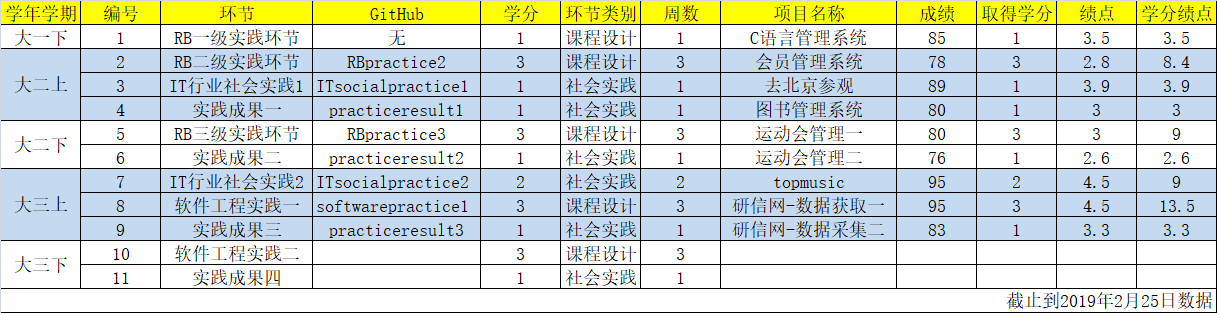 学年学期 编号 环节 GitHub 学分 环节类别 周数 项目名称 成绩 取得学分 绩点 学分绩点
大一下 1 RB一级实践环节 无 1 课程设计 1 C语言管理系统 85 1 3.5 3.5
大二上 2 RB二级实践环节 RBpractice2 3 课程设计 3 会员管理系统 78 3 2.8 8.4
3 IT行业社会实践1 ITsocialpractice1 1 社会实践 1 去北京参观 89 1 3.9 3.9
4 实践成果一 practiceresult1 1 社会实践 1 图书管理系统 80 1 3 3
大二下 5 RB三级实践环节 RBpractice3 3 课程设计 3 运动会管理一 80 3 3 9
6 实践成果二 practiceresult2 1 社会实践 1 运动会管理二 76 1 2.6 2.6
大三上 7 IT行业社会实践2 ITsocialpractice2 2 社会实践 2 topmusic 95 2 4.5 9
8 软件工程实践一 softwarepractice1 3 课程设计 3 研信网-数据获取一 95 3 4.5 13.5
9 实践成果三 practiceresult3 1 社会实践 1 研信网-数据采集二 83 1 3.3 3.3
大三下 10 软件工程实践二 3 课程设计 3
11 实践成果四 1 社会实践 1
截止到2019年2月25日数据